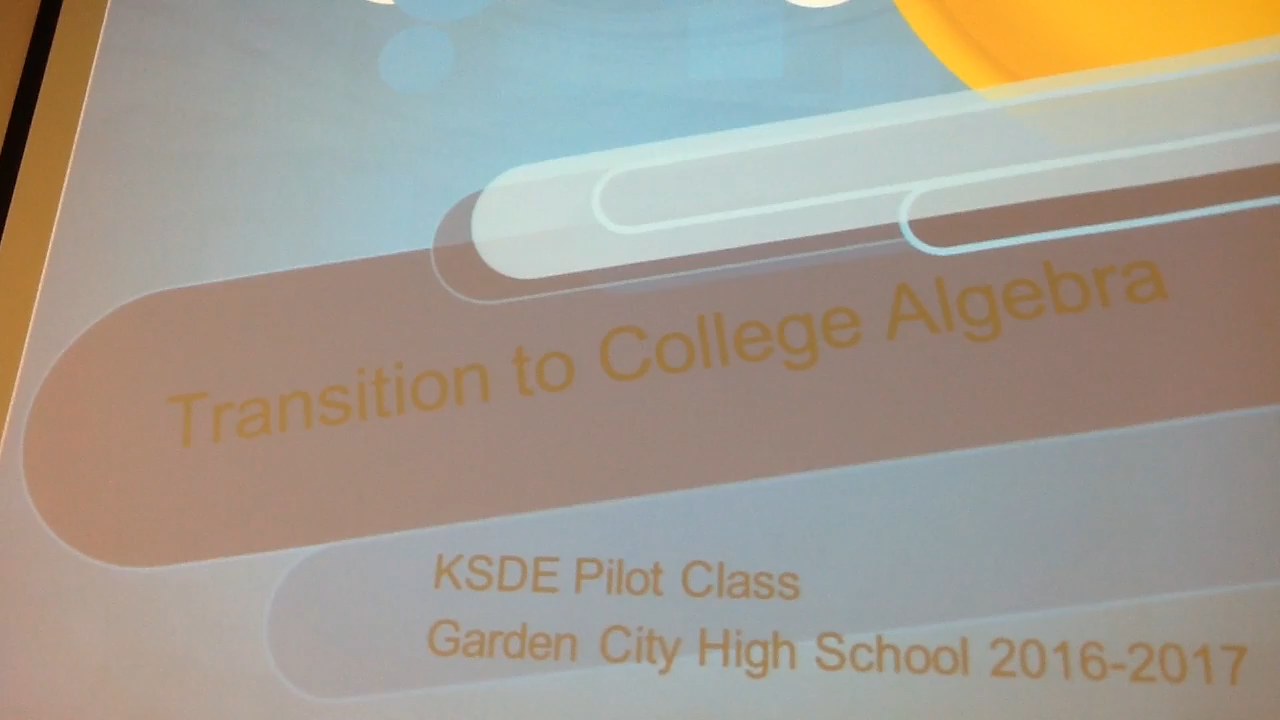 Transition to College Algebra
KSDE Pilot Class
Garden City High School 2016-2017